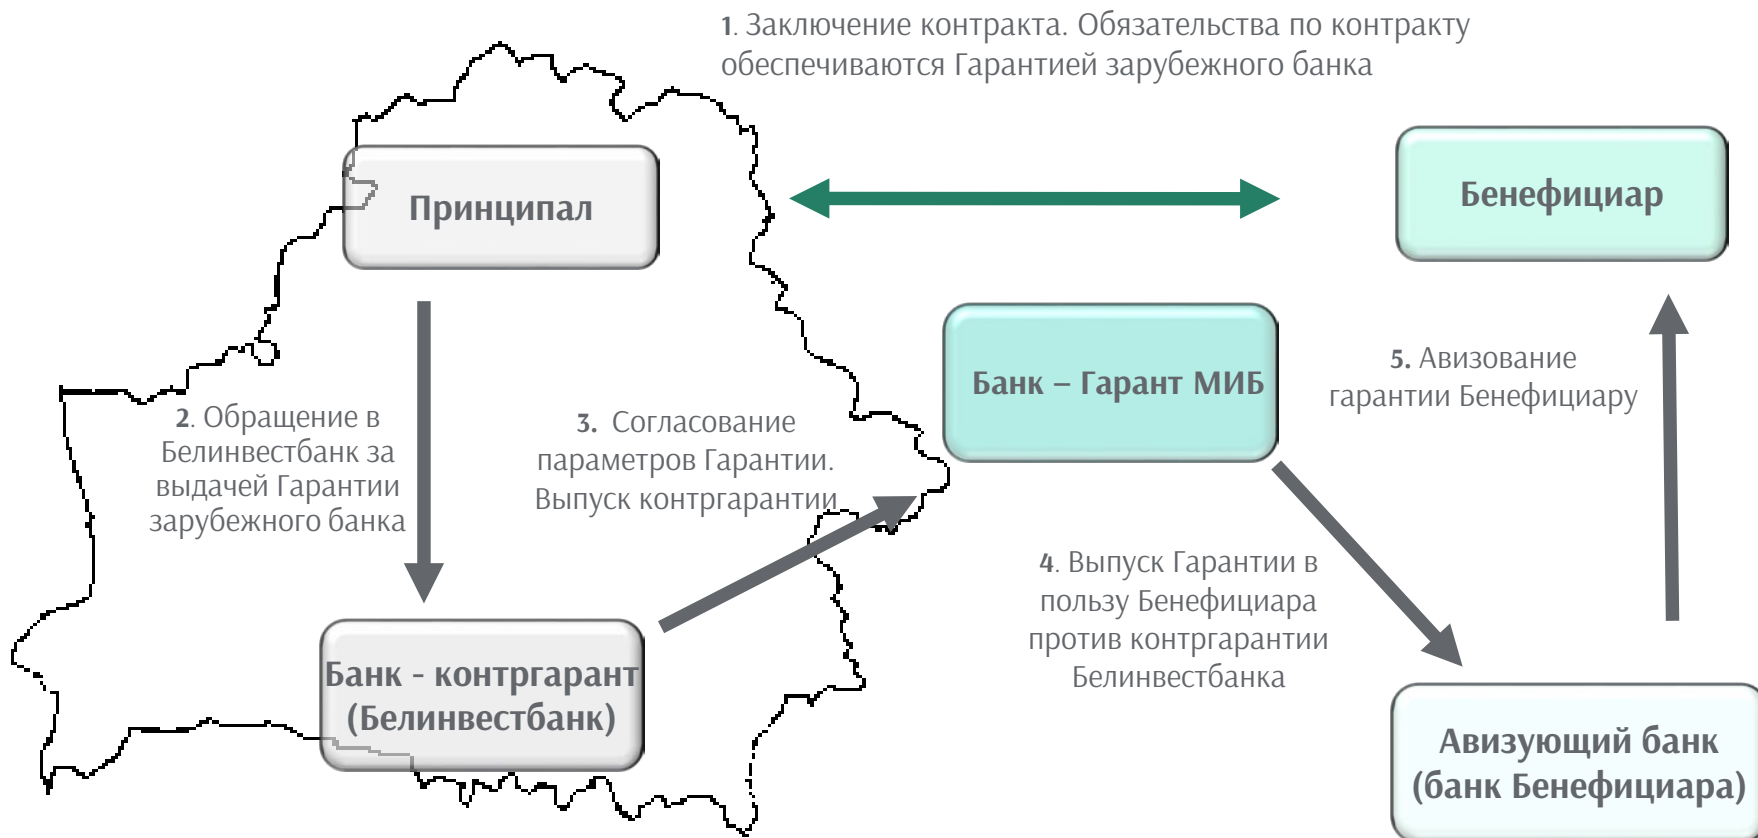 1. Заключение контракта. Обязательства по контракту
обеспечиваются Гарантией зарубежного банка
Принципал
Бенефициар
Банк – Гарант МИБ
5. Авизование
гарантии Бенефициару
2. Обращение в
Белинвестбанк за
выдачей Гарантии
зарубежного банка
3. Согласование
параметров Гарантии.
Выпуск контргарантии
4. Выпуск Гарантии в
пользу Бенефициара
против контргарантии
Белинвестбанка
Банк - контргарант
(Белинвестбанк)
Авизующий банк
(банк Бенефициара)